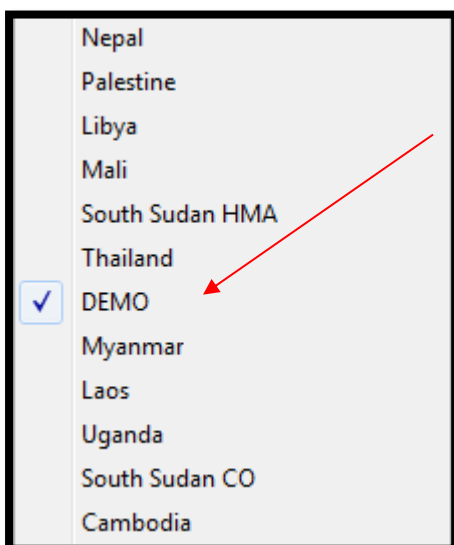 Nepal
Palestine
Libya
Mali
South Sudan HMA
Thailand
DEMO
Myanmar
Laos
Uganda
South Sudan CO
Cambodia